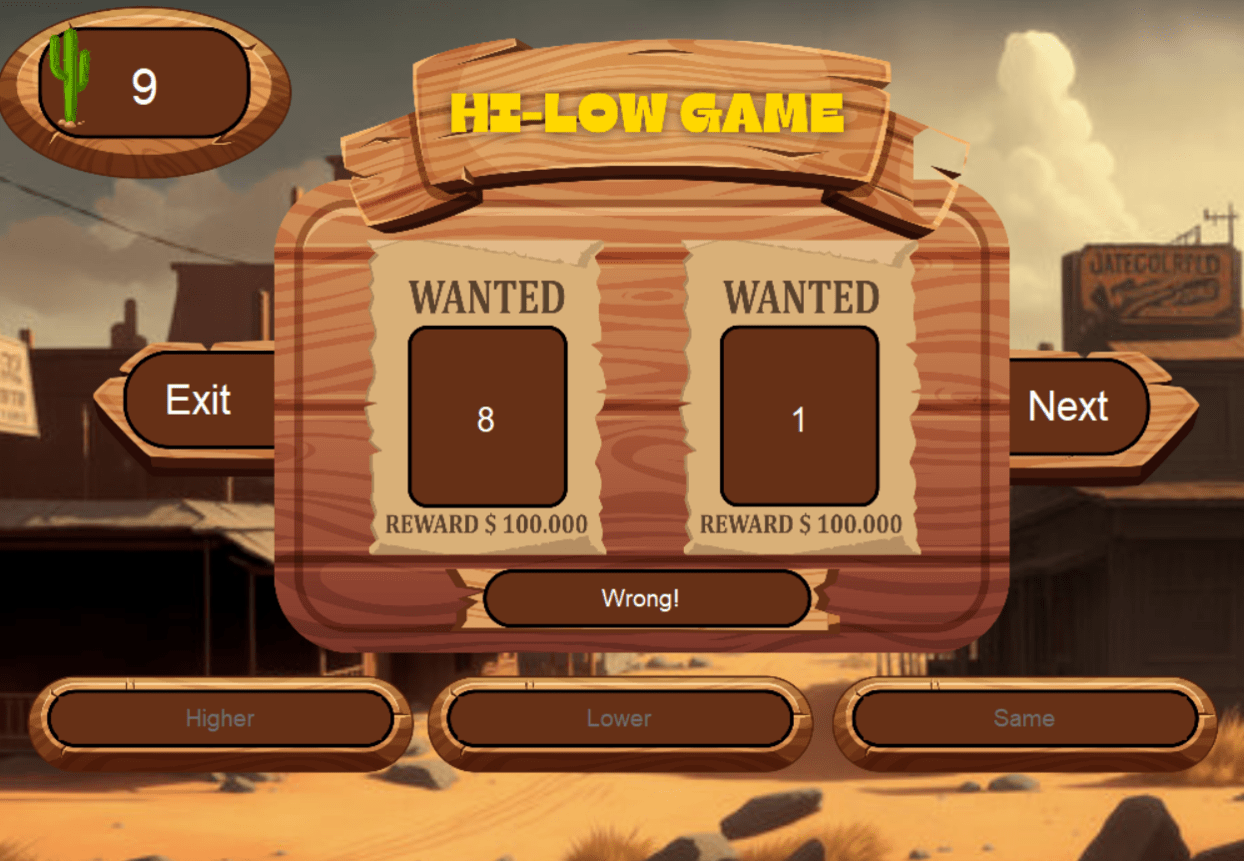 9
HI-LOW GAME
WANTED
WANTED
Exit
8
1
Next
REWARD $ 100.000
REWARD $ 100.000
Wrong!
Higher
Lower
Same